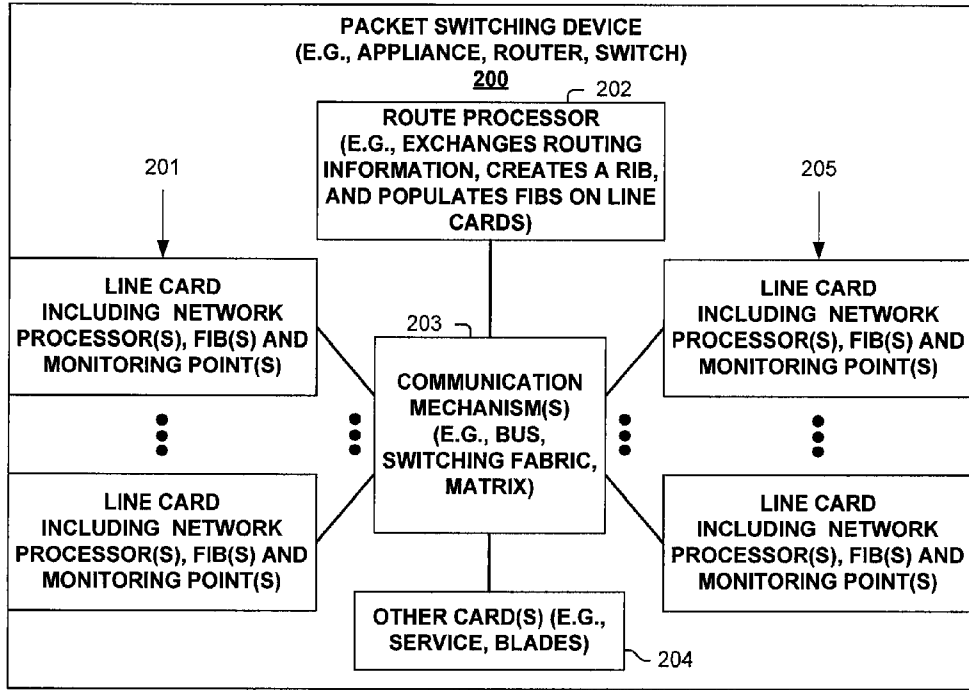 PACKET SWITCHING DEVICE
(E.G., APPLIANCE, ROUTER, SWITCH)
200
202
ROUTE PROCESSOR
(E.G., EXCHANGES ROUTING
INFORMATION, CREATES A RIB,
AND POPULATES FIBS ON LINE
CARDS)
201
205
LINE CARD
INCLUDING NETWORK
PROCESSOR(S), FIB(S) AND
MONITORING POINT(S)
LINE CARD
INCLUDING NETWORK
PROCESSOR(S), FIB(S) AND
MONITORING POINT(S)
203
COMMUNICATION
MECHANISM(S)
(E.G., BUS,
SWITCHING FABRIC,
MATRIX)
LINE CARD
INCLUDING NETWORK
PROCESSOR(S), FIB(S) AND
MONITORING POINT(S)
LINE CARD
INCLUDING NETWORK
PROCESSOR(S), FIB(S) AND
MONITORING POINT(S)
OTHER CARD(S) (E.G.,
SERVICE, BLADES)
204